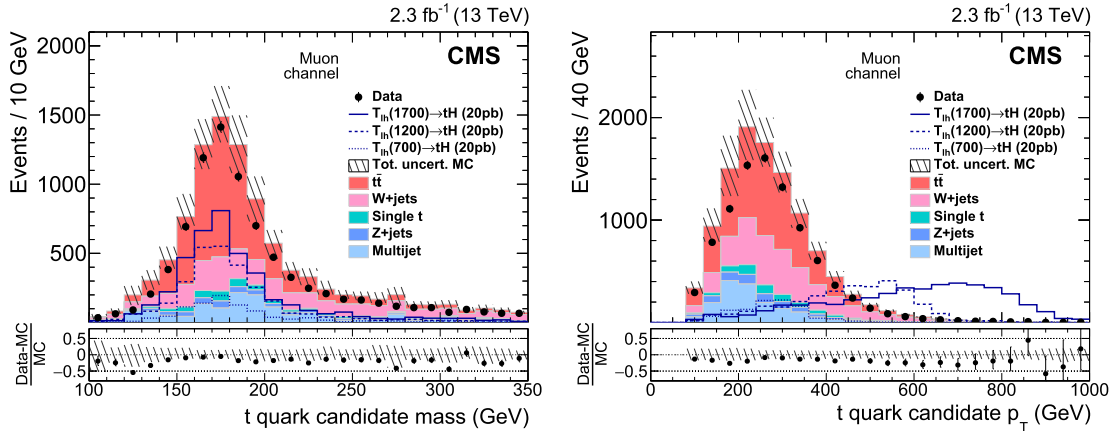 2.3 fb⁻¹ (13 TeV)
CMS
Muon
channel
Data
Tlh(1700)→tH (20pb)
Tlh(1200)→tH (20pb)
Tlh(700)→tH (20pb)
Tot. uncert. MC
tt̄
W+jets
Single t
Z+jets
Multijet
Events / 10 GeV
2000
1500
1000
500
Data-MC
MC
0.5
0.0
−0.5
100 150 200 250 300 350
t quark candidate mass (GeV)
2.3 fb⁻¹ (13 TeV)
CMS
Muon
channel
Data
Tlh(1700)→tH (20pb)
Tlh(1200)→tH (20pb)
Tlh(700)→tH (20pb)
Tot. uncert. MC
tt̄
W+jets
Single t
Z+jets
Multijet
Events / 40 GeV
2000
1000
Data-MC
MC
0.5
0.0
−0.5
0 200 400 600 800 1000
t quark candidate pT (GeV)